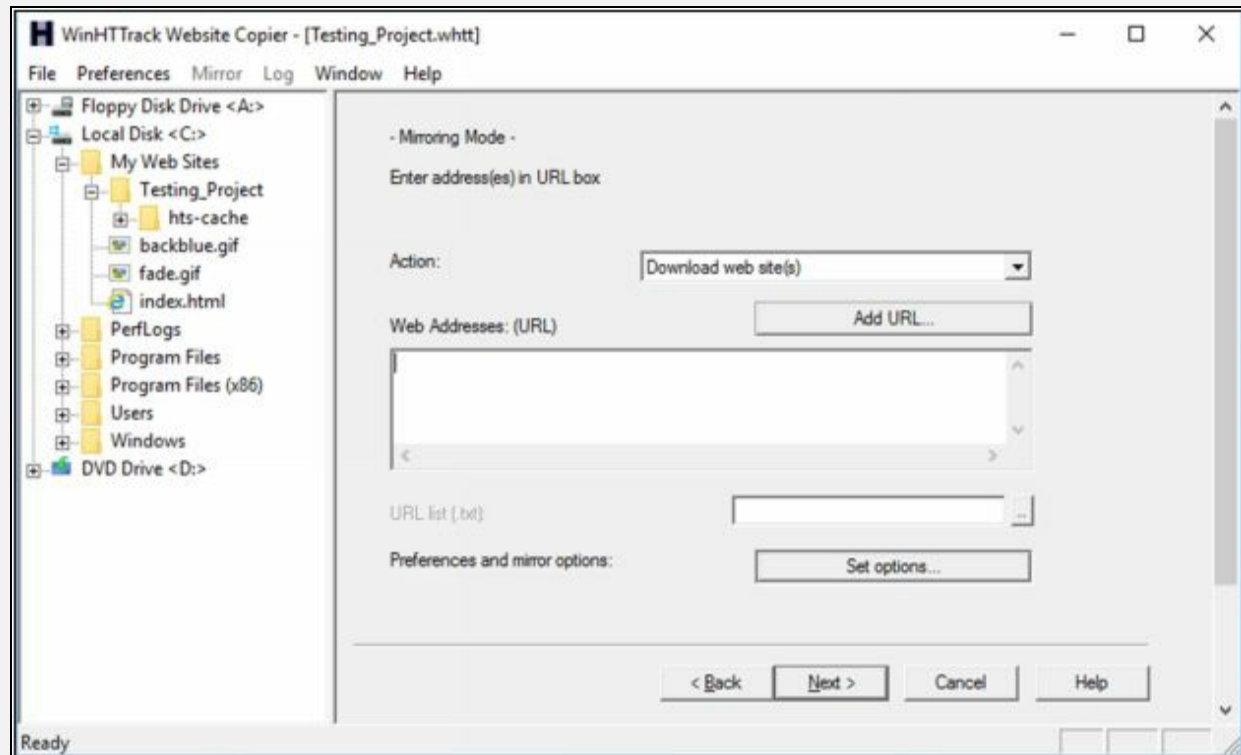 WinHTTrack Website Copier - [Testing_Project.whtt]
File Preferences Mirror Log Window Help
Floppy Disk Drive <A:>
Local Disk <C:>
My Web Sites
Testing_Project
hts-cache
backblue.gif
fade.gif
index.html
PerfLogs
Program Files
Program Files (x86)
Users
Windows
DVD Drive <D:>
- Mirroring Mode -
Enter address(es) in URL box
Action:
Download web site(s)
Web Addresses: (URL)
Add URL...
URL list (.txt)
..
Preferences and mirror options:
Set options...
< Back
Next >
Cancel
Help
Ready